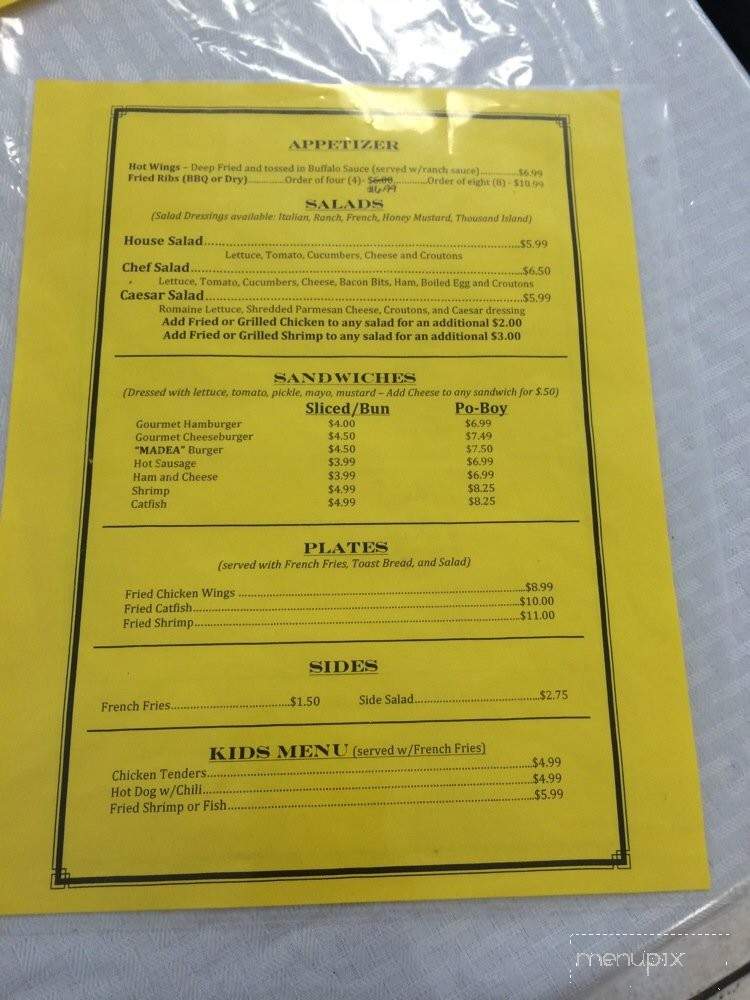 APPETIZER
Hot Wings – Deep Fried and tossed in Buffalo Sauce (served w/ranch sauce)..............$6.99
Fried Ribs (BBQ or Dry)..............Order of four (4)- $6.00..............Order of eight (8) - $10.99
SALADS
(Salad Dressings available: Italian, Ranch, French, Honey Mustard, Thousand Island)
House Salad..............$5.99
Lettuce, Tomato, Cucumbers, Cheese and Croutons
Chef Salad..............$6.50
Lettuce, Tomato, Cucumbers, Cheese, Bacon Bits, Ham, Boiled Egg and Croutons
Caesar Salad..............$5.99
Romaine Lettuce, Shredded Parmesan Cheese, Croutons, and Caesar dressing
Add Fried or Grilled Chicken to any salad for an additional $2.00
Add Fried or Grilled Shrimp to any salad for an additional $3.00
SANDWICHES
(Dressed with lettuce, tomato, pickle, mayo, mustard – Add Cheese to any sandwich for $.50)
Sliced/Bun Po-Boy
Gourmet Hamburger $4.00 $6.99
Gourmet Cheeseburger $4.50 $7.49
"MADEA" Burger $4.50 $7.50
Hot Sausage $3.99 $6.99
Ham and Cheese $3.99 $6.99
Shrimp $4.99 $8.25
Catfish $4.99 $8.25
PLATES
(served with French Fries, Toast Bread, and Salad)
Fried Chicken Wings ..............$8.99
Fried Catfish..............$10.00
Fried Shrimp..............$11.00
SIDES
French Fries..............$1.50 Side Salad..............$2.75
KIDS MENU (served w/French Fries)
Chicken Tenders..............$4.99
Hot Dog w/Chili..............$4.99
Fried Shrimp or Fish..............$5.99
menupix